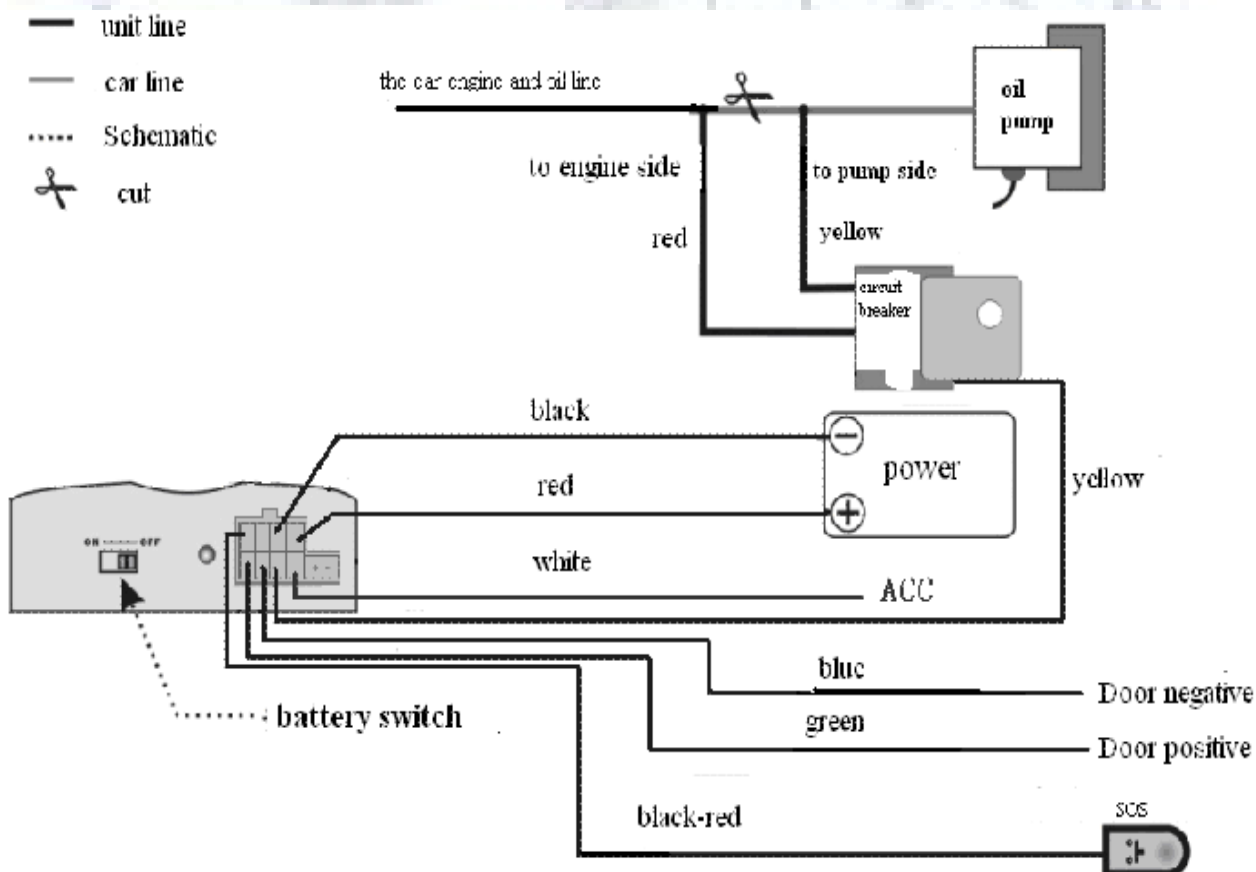 unit line
car line
Schematic
cut
the car engine and oil line
oil
pump
to engine side
to pump side
red
yellow
circuit
breaker
black
power
yellow
red
ON
OFF
white
ACC
battery switch
blue
Door negative
green
Door positive
black-red
SOS